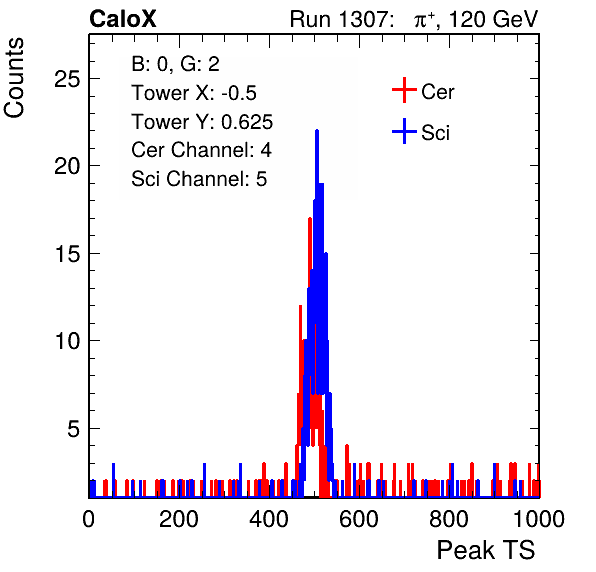 CaloX Run 1307: π⁺, 120 GeV
Counts
B: 0, G: 2
Tower X: -0.5
Tower Y: 0.625
Cer Channel: 4
Sci Channel: 5
Cer
Sci
25
20
15
10
5
0 200 400 600 800 1000
Peak TS